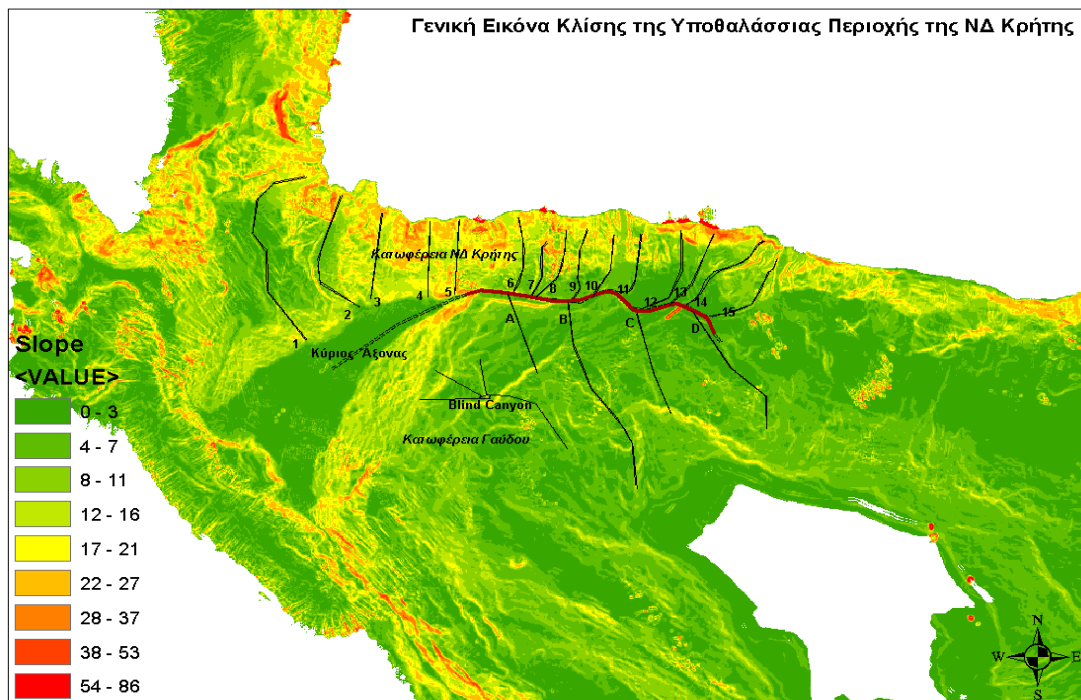 Γενική Εικόνα Κλίσης της Υποθαλάσσιας Περιοχής της ΝΔ Κρήτης
Κατωφέρεια ΝΔ Κρήτης
1
2
3
4
5
6
7
8
9
10
11
12
13
14
15
A
B
C
D
Κύριος Άξονας
Blind Canyon
Κατωφέρεια Γαύδου
Slope
<VALUE>
0 - 3
4 - 7
8 - 11
12 - 16
17 - 21
22 - 27
28 - 37
38 - 53
54 - 86
N
W E
S